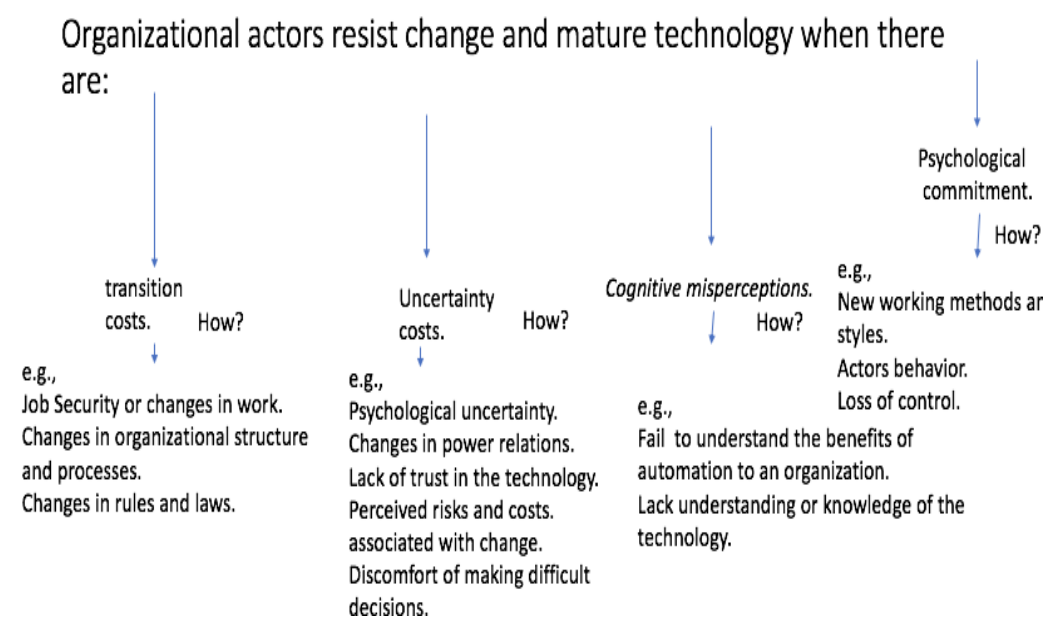 Organizational actors resist change and mature technology when there
are:
transition
costs.
How?
e.g.,
Job Security or changes in work.
Changes in organizational structure
and processes.
Changes in rules and laws.
Uncertainty
costs.
How?
e.g.,
Psychological uncertainty.
Changes in power relations.
Lack of trust in the technology.
Perceived risks and costs.
associated with change.
Discomfort of making difficult
decisions.
Cognitive misperceptions.
How?
e.g.,
Fail to understand the benefits of
automation to an organization.
Lack understanding or knowledge of the
technology.
Psychological
commitment.
How?
e.g.,
New working methods
styles.
Actors behavior.
Loss of control.